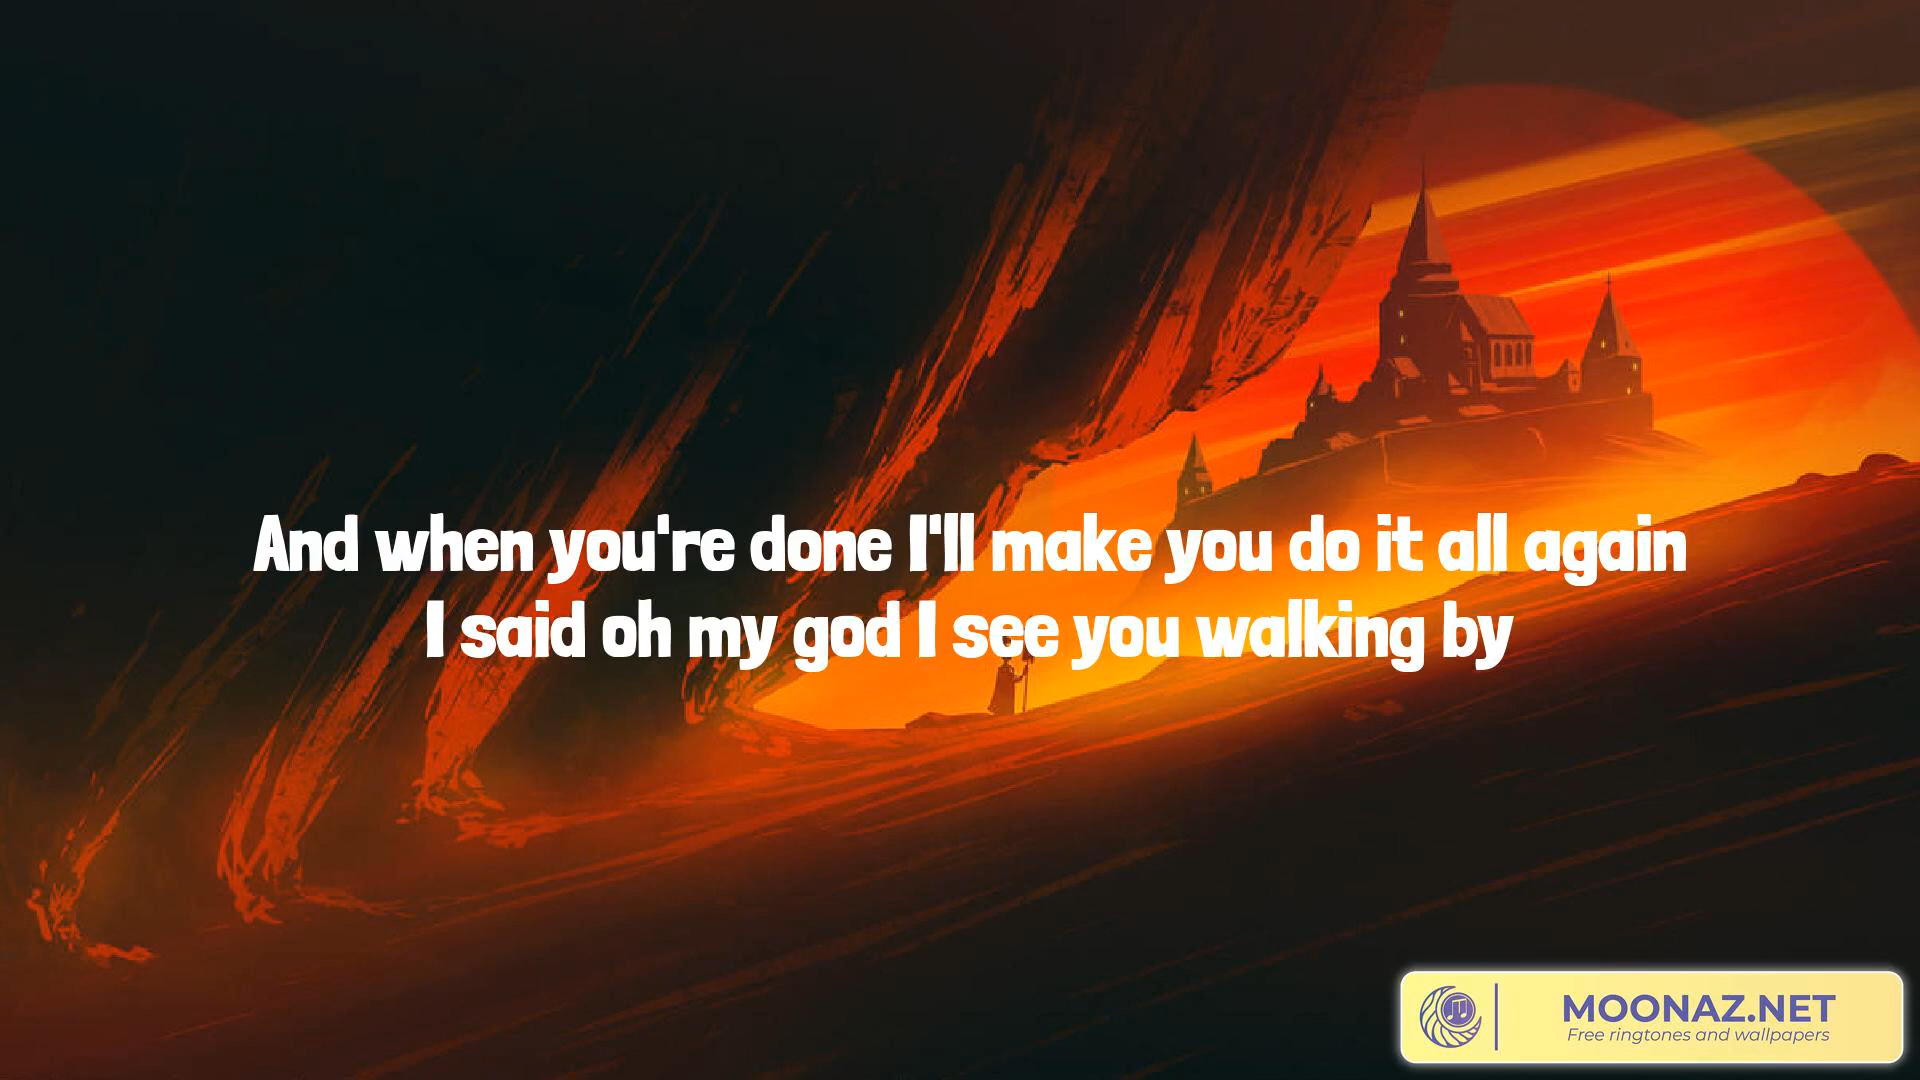 And when you're done I'll make you do it all again
I said oh my god I see you walking by
MOONAZ.NET
Free ringtones and wallpapers